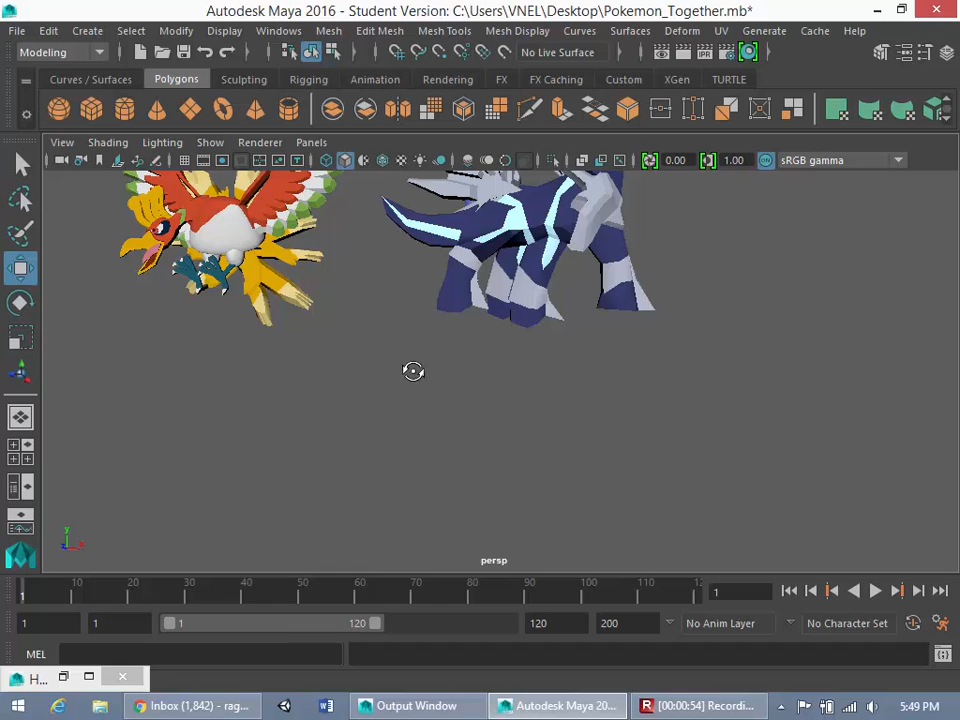 Autodesk Maya 2016 - Student Version: C:\Users\VNEL\Desktop\Pokemon_Together.mb*
File Edit Create Select Modify Display Windows Mesh Edit Mesh Mesh Tools Mesh Display Curves Surfaces Deform UV Generate Cache Help
Modeling No Live Surface
Curves / Surfaces Polygons Sculpting Rigging Animation Rendering FX FX Caching Custom XGen TURTLE
View Shading Lighting Show Renderer Panels
0.00 1.00 sRGB gamma
y
x
z
persp
10 20 30 40 50 60 70 80 90 100 110 12
1 1
1 1 1 120 120 200 No Anim Layer No Character Set
MEL
H...
Inbox (1,842) - rag... Output Window Autodesk Maya 20... [00:00:54] Recordi... 5:49 PM